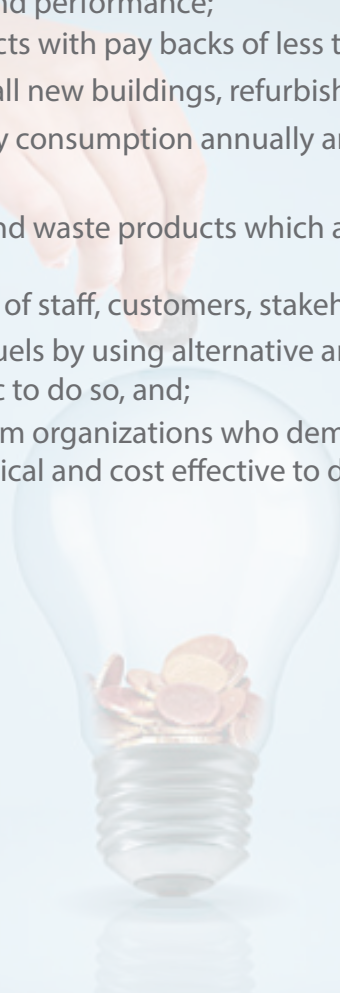 nd performance;
cts with pay backs of less t
all new buildings, refurbish
y consumption annually a
nd waste products which a
of staff, customers, stakeh
uels by using alternative a
c to do so, and;
m organizations who dem
ical and cost effective to d